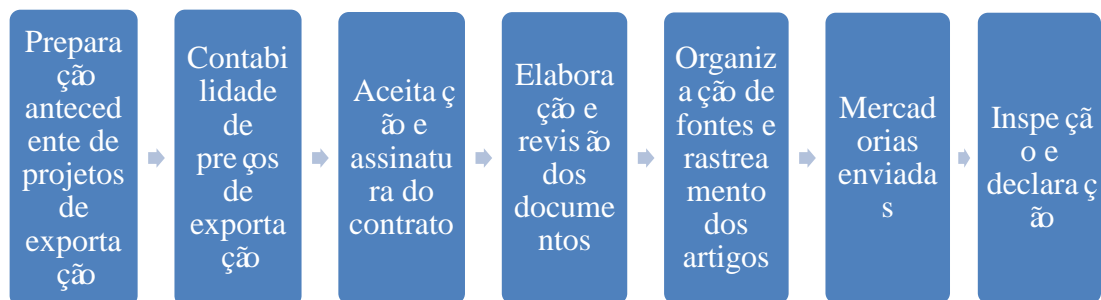 Prepara
ção
anteced
ente de
projetos
de
exporta
ção
Contabi
lidade
de
pre ços
de
exporta
ção
Aceita ç
ão e
assinatu
ra do
contrato
Elabora
ção e
revis ão
dos
docume
ntos
Organiz
a ção de
fontes e
rastrea
mento
dos
artigos
Mercad
orias
enviada
s
Inspe çã
o e
declara ç
ão